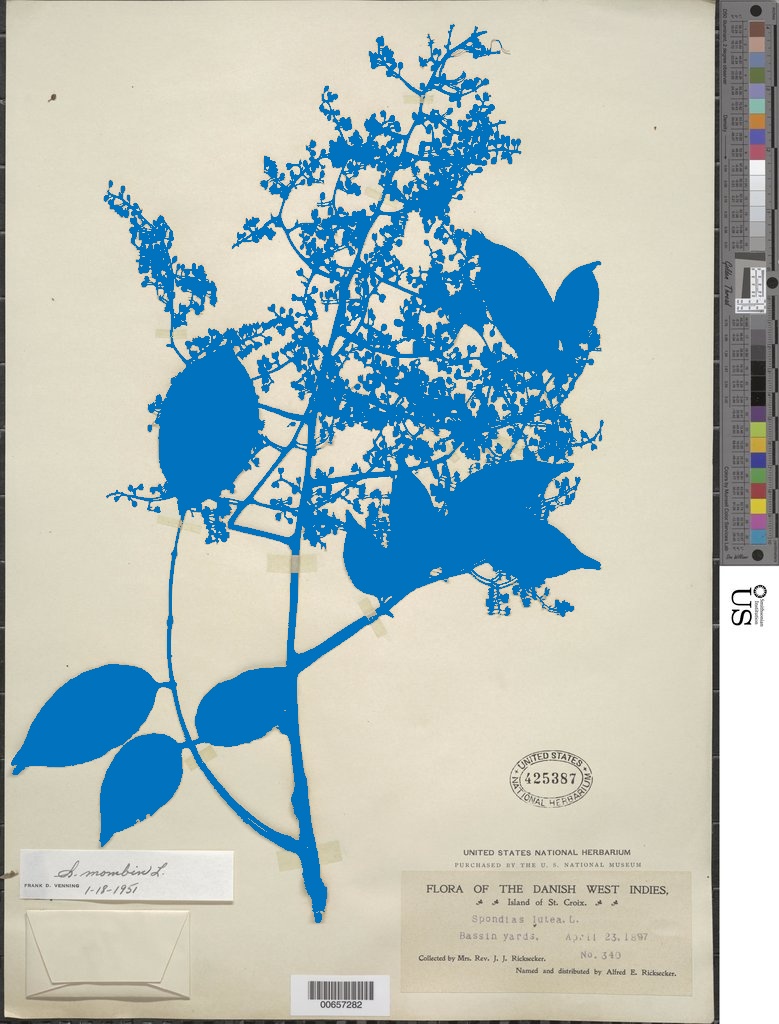 Smithsonian
Institution
US
UNITED STATES
425387
NATIONAL HERBARIUM
UNITED STATES NATIONAL HERBARIUM
PURCHASED BY THE U. S. NATIONAL MUSEUM
FLORA OF THE DANISH WEST INDIES,
Island of St. Croix.
Spondias lutea. L.
Bassin yards, April 23, 1897
No. 340
Collected by Mrs. Rev. J. J. Ricksecker.
Named and distributed by Alfred E. Ricksecker.
S. mombin L.
FRANK D. VENNING 1-18-1951
00657282